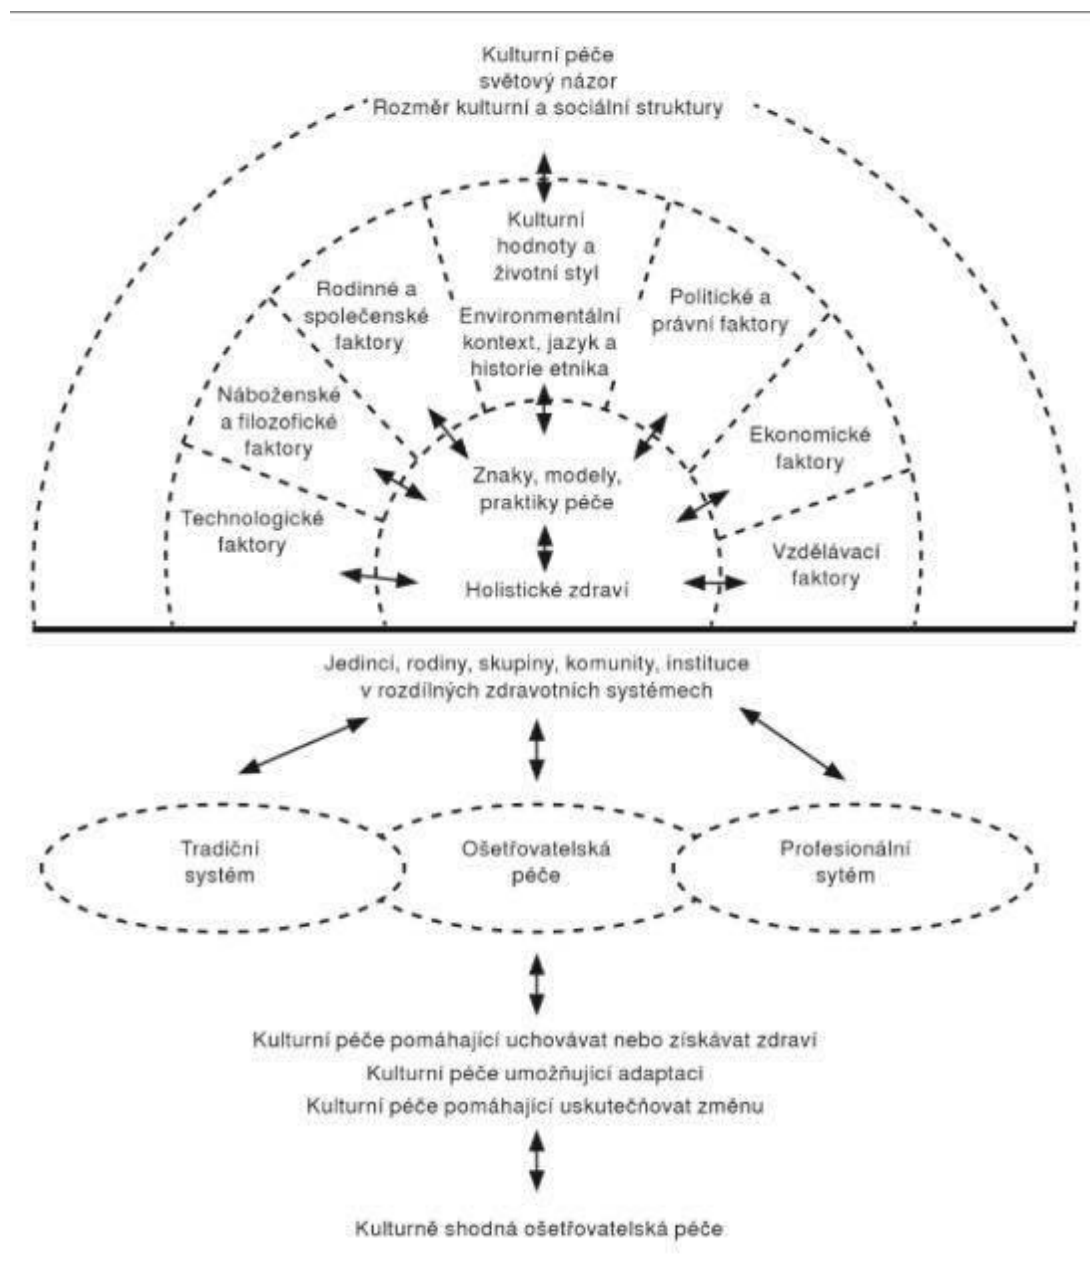 Kulturní péče
světový názor
Rozměr kulturní a sociální struktury
Kulturní
hodnoty a
životní styl
Rodinné a
společenské
faktory
Environmentální
kontext, jazyk a
historie etnika
Politické a
právní faktory
Náboženské
a filozofické
faktory
Ekonomické
faktory
Znaky, modely,
praktiky péče
Technologické
faktory
Vzdělávací
faktory
Holistické zdraví
Jedinci, rodiny, skupiny, komunity, instituce
v rozdílných zdravotních systémech
Tradiční
systém
Ošetřovatelská
péče
Profesionální
sytém
Kulturní péče pomáhající uchovávat nebo získávat zdraví
Kulturní péče umožňující adaptaci
Kulturní péče pomáhající uskutečňovat změnu
Kulturně shodná ošetřovatelská péče